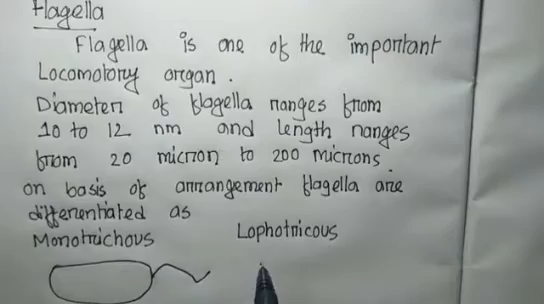 Flagella
Flagella is one of the important
Locomotory organ.
Diameter of flagella ranges from
10 to 12 nm and length ranges
from 20 micron to 200 microns.
on basis of arrangement flagella are
differentiated as
Monotrichous Lophotricous